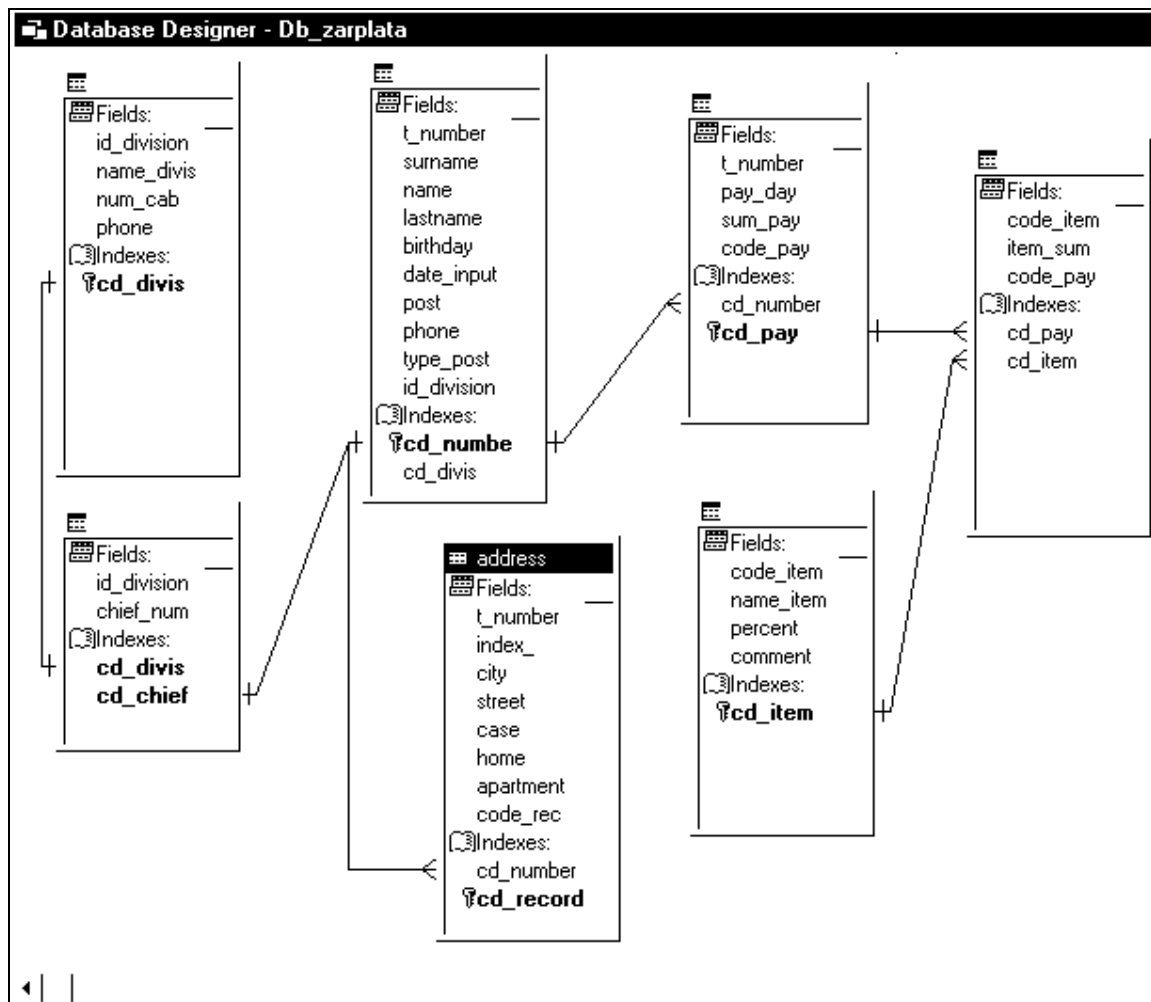 Database Designer - Db_zarplata
Fields:
id_division
name_divis
num_cab
phone
Indexes:
cd_divis
Fields:
id_division
chief_num
Indexes:
cd_divis
cd_chief
Fields:
t_number
surname
name
lastname
birthday
date_input
post
phone
type_post
id_division
Indexes:
cd_numbe
cd_divis
address
Fields:
t_number
index_
city
street
case
home
apartment
code_rec
Indexes:
cd_number
cd_record
Fields:
t_number
pay_day
sum_pay
code_pay
Indexes:
cd_number
cd_pay
Fields:
code_item
name_item
percent
comment
Indexes:
cd_item
Fields:
code_item
item_sum
code_pay
Indexes:
cd_pay
cd_item